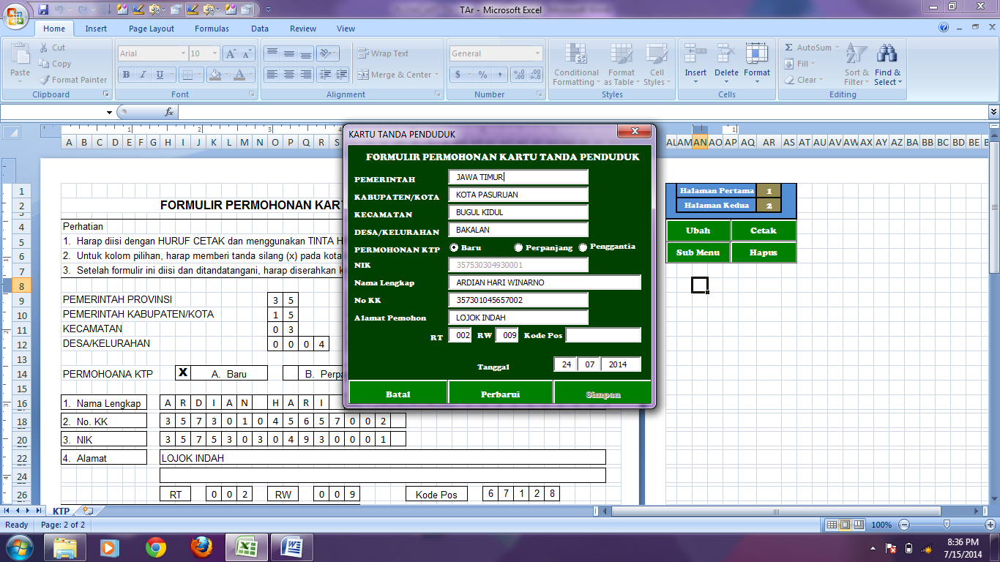 TAr - Microsoft Excel
Home Insert Page Layout Formulas Data Review View
Paste Cut Copy Format Painter Clipboard
Arial 10 A A B I U A Font
Wrap Text Merge & Center Alignment
General $ % , Number
Conditional Formatting Format as Table Cell Styles Styles
Insert Delete Format Cells
Σ AutoSum Fill Clear Sort & Filter Find & Select Editing
fx
1 2 3 4 1
A B C D E F G H I J K L M N O P Q R S ALAM AN AO AP AQ AR AS AT AU AV AW AX AY AZ BA BB BC BD BE
1
2 FORMULIR PERMOHONAN KAR
3
4 Perhatian
5 1. Harap diisi dengan HURUF CETAK dan menggunakan TINTA H
6 2. Untuk kolom pilihan, harap memberi tanda silang (x) pada kota
7 3. Setelah formulir ini diisi dan ditandatangani, harap diserahkan k
8
9 PEMERINTAH PROVINSI 3 5
10 PEMERINTAH KABUPATEN/KOTA 1 5
11 KECAMATAN 0 3
12 DESA/KELURAHAN 0 0 0 4
13
14 PERMOHOANA KTP X A. Baru B. Perpa
15
16 1. Nama Lengkap A R D I A N H A R I
18 2. No. KK 3 5 7 3 0 1 0 4 5 6 5 7 0 0 2
20 3. NIK 3 5 7 5 3 0 3 0 4 9 3 0 0 0 1
22 4. Alamat LOJOK INDAH
24
26 RT 0 0 2 RW 0 0 9 Kode Pos 6 7 1 2 8
KARTU TANDA PENDUDUK
FORMULIR PERMOHONAN KARTU TANDA PENDUDUK
PEMERINTAH JAWA TIMUR
KABUPATEN/KOTA KOTA PASURUAN
KECAMATAN BUGUL KIDUL
DESA/KELURAHAN BAKALAN
PERMOHONAN KTP Baru Perpanjang Penggantia
NIK 357530304930001
Nama Lengkap ARDIAN HARI WINARNO
No KK 357301045657002
Alamat Pemohon LOJOK INDAH
RT 002 RW 009 Kode Pos
Tanggal 24 07 2014
Batal Perbarui Simpan
Halaman Pertama 1
Halaman Kedua 2
Ubah Cetak
Sub Menu Hapus
KTP
Ready Page: 2 of 2 100%
8:36 PM
7/15/2014